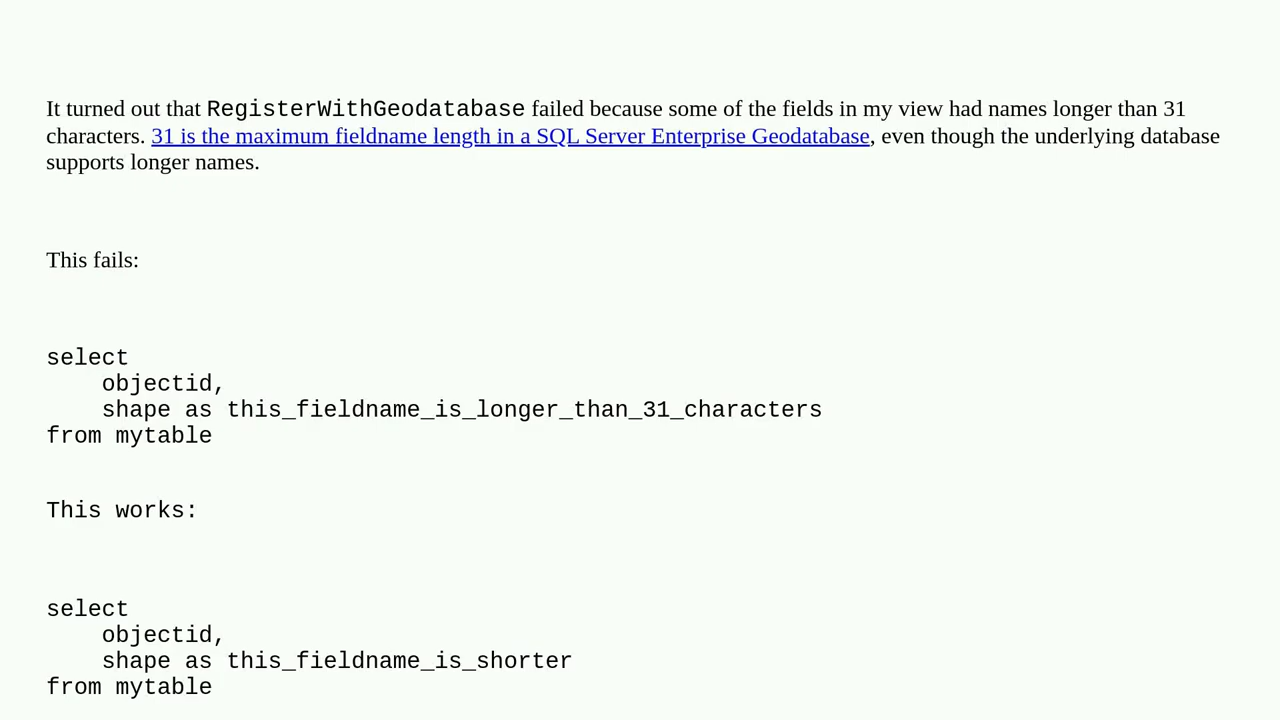 It turned out that RegisterWithGeodatabase failed because some of the fields in my view had names longer than 31
characters. 31 is the maximum fieldname length in a SQL Server Enterprise Geodatabase, even though the underlying database
supports longer names.
This fails:
select
    objectid,
    shape as this_fieldname_is_longer_than_31_characters
from mytable
This works:
select
    objectid,
    shape as this_fieldname_is_shorter
from mytable